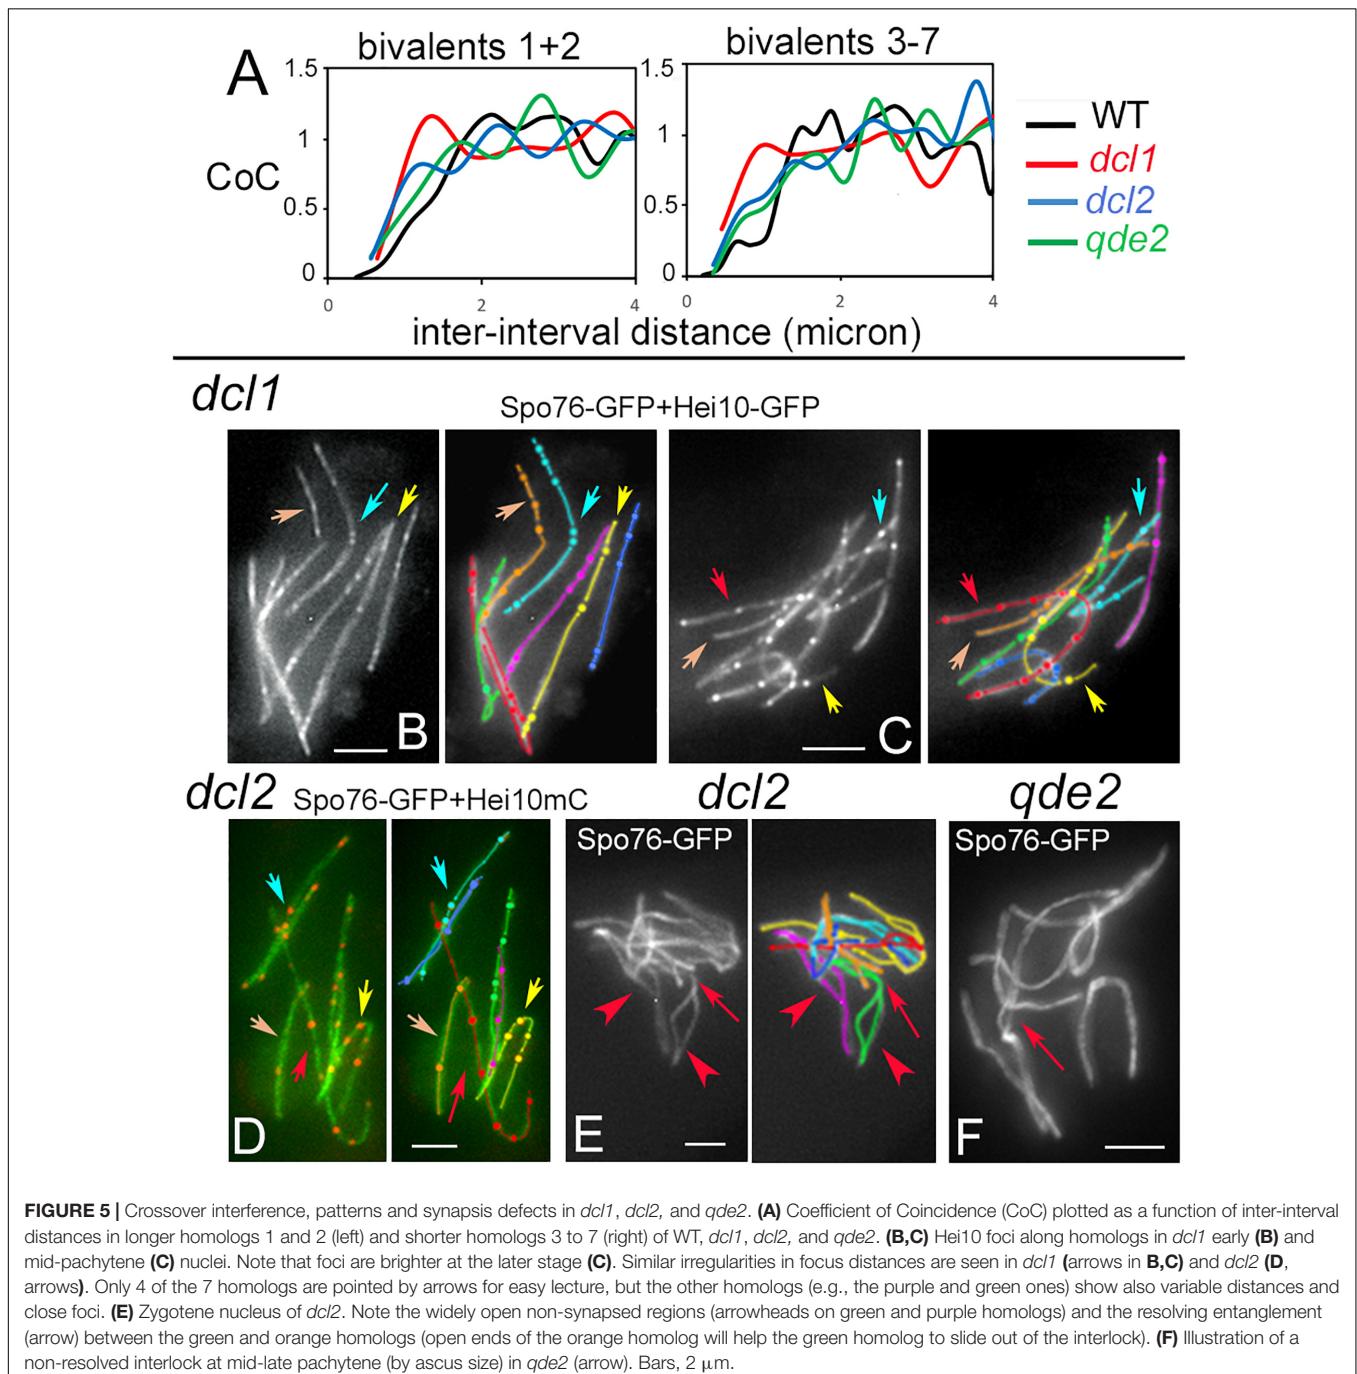 A
bivalents 1+2
bivalents 3-7
1.5
1
0.5
0
CoC
0
2
4
1.5
1
0.5
0
0
2
4
WT
dcl1
dcl2
qde2
inter-interval distance (micron)
dcl1
Spo76-GFP+Hei10-GFP
B
C
dcl2 Spo76-GFP+Hei10mC
dcl2
qde2
Spo76-GFP
Spo76-GFP
D
E
F
FIGURE 5 | Crossover interference, patterns and synapsis defects in dcl1, dcl2, and qde2. (A) Coefficient of Coincidence (CoC) plotted as a function of inter-interval
distances in longer homologs 1 and 2 (left) and shorter homologs 3 to 7 (right) of WT, dcl1, dcl2, and qde2. (B,C) Hei10 foci along homologs in dcl1 early (B) and
mid-pachytene (C) nuclei. Note that foci are brighter at the later stage (C). Similar irregularities in focus distances are seen in dcl1 (arrows in B,C) and dcl2 (D,
arrows). Only 4 of the 7 homologs are pointed by arrows for easy lecture, but the other homologs (e.g., the purple and green ones) show also variable distances and
close foci. (E) Zygotene nucleus of dcl2. Note the widely open non-synapsed regions (arrowheads on green and purple homologs) and the resolving entanglement
(arrow) between the green and orange homologs (open ends of the orange homolog will help the green homolog to slide out of the interlock). (F) Illustration of a
non-resolved interlock at mid-late pachytene (by ascus size) in qde2 (arrow). Bars, 2 μm.